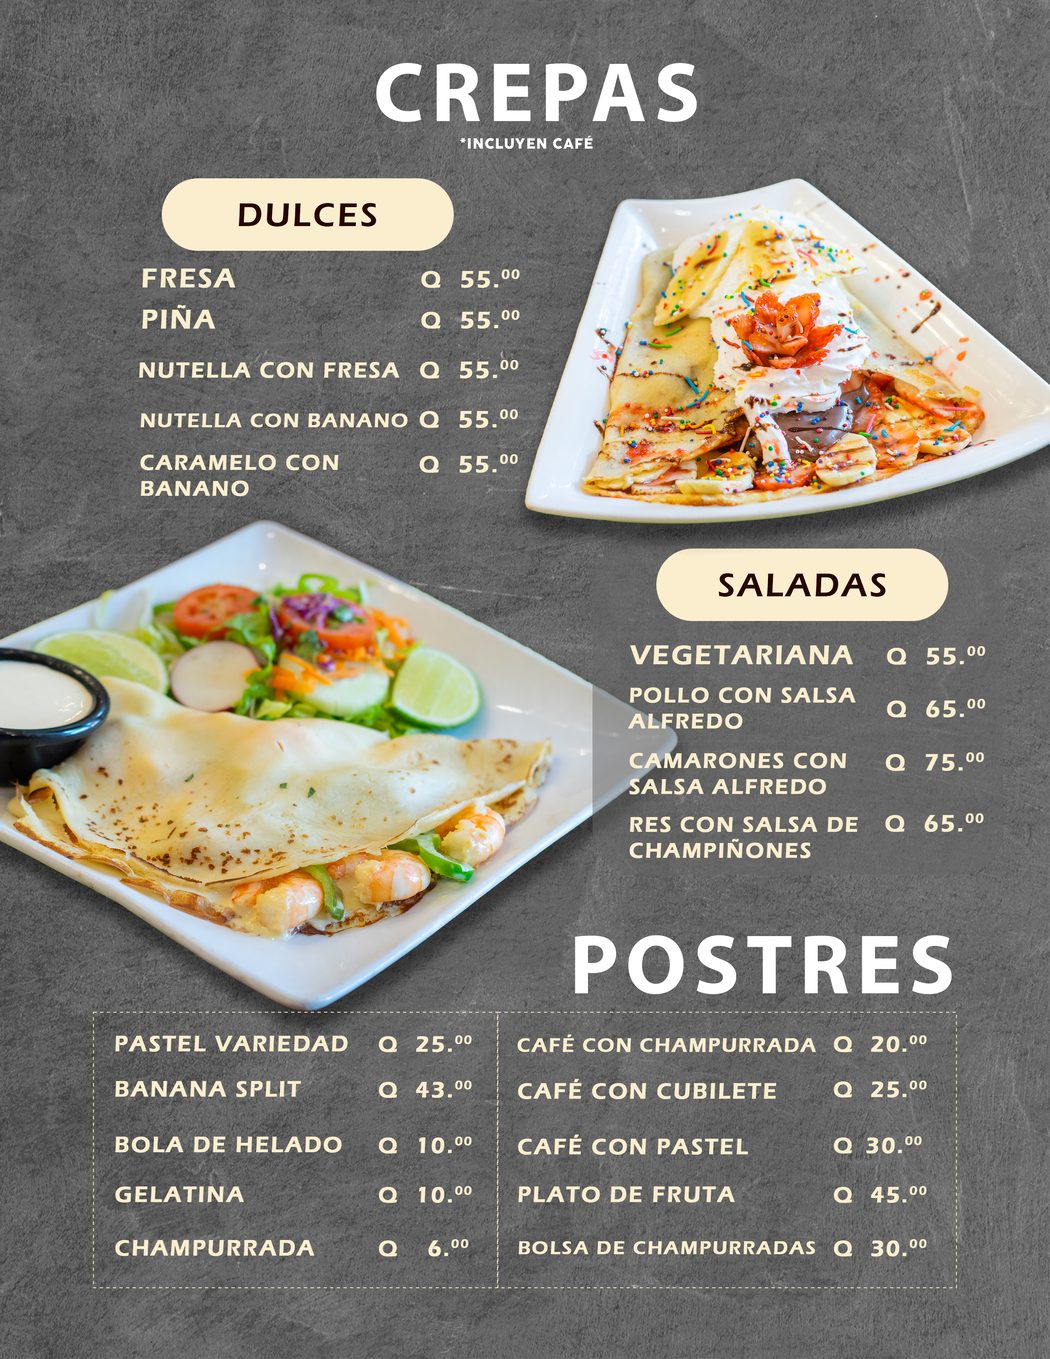 CREPAS
*INCLUYEN CAFÉ
DULCES
FRESA Q 55.00
PIÑA Q 55.00
NUTELLA CON FRESA Q 55.00
NUTELLA CON BANANO Q 55.00
CARAMELO CON Q 55.00
BANANO
SALADAS
VEGETARIANA Q 55.00
POLLO CON SALSA
ALFREDO Q 65.00
CAMARONES CON Q 75.00
SALSA ALFREDO
RES CON SALSA DE Q 65.00
CHAMPIÑONES
POSTRES
PASTEL VARIEDAD Q 25.00
BANANA SPLIT Q 43.00
BOLA DE HELADO Q 10.00
GELATINA Q 10.00
CHAMPURRADA Q 6.00
CAFÉ CON CHAMPURRADA Q 20.00
CAFÉ CON CUBILETE Q 25.00
CAFÉ CON PASTEL Q 30.00
PLATO DE FRUTA Q 45.00
BOLSA DE CHAMPURRADAS Q 30.00